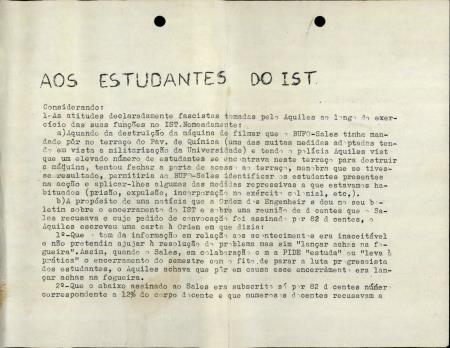 AOS ESTUDANTES DO IST.
Considerando:
1-As atitudes declaradamente fascistas tomadas pelo Aquiles ao longo do exer-
cício das suas funções no IST.Nomeadamente:
a)Aquando da destruição da máquina de filmar que o BUFO-Sales tinha man-
dado pôr no terraço do Pav. de Química (uma das muitas medidas adoptadas ten-
do em vista a militarização da Universidade) e tendo o polícia Aquiles vist
que um elevado número de estudantes se encontrava neste terraço para destruir
a máquina, tentou fechar a porta de acesso ao terraço, manobra que se tives-
se resultado, permitiria ao BUFO-Sales identificar os estudantes presentes
na acção e aplicar-lhes algumas das medidas repressivas a que estavamos ha-
bituados (prisão, expulsão, incorporação no exército colonial, etc,).
b)A propósito de uma notícia que a Ordem dos Engenheiros deu no seu bo-
letim sobre o encerramento do IST e sobre uma reunião de docentes que o Sa-
les recusava e cujo pedido de convocação foi assinado por 82 docentes, o
Aquiles escreveu uma carta à Ordem em que dizia:
1º-Que o tom da informação em relação aos acontecimentos era inaceitável
e não pretendia ajudar à resolução do problema mas sim "lançar achas na fo-
gueira".Assim, quando o Sales, em colaboração com a PIDE "estuda" ou "leva à
prática" o encerramento do semestre com o fito de parar a luta progressista
dos estudantes, o Aquiles achava que pôr em causa esse encerramento era lan-
çar achas na fogueira.
2º-Que o abaixo assinado ao Sales era subscrito só por 82 docentes número
correspondente a 12% do corpo docente e que numerosos docentes recusavam a